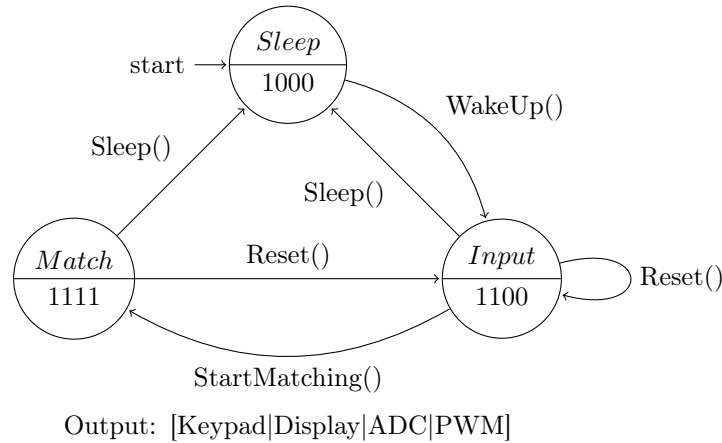 Sleep
start
1000
WakeUp()
Sleep()
Sleep()
Match
Reset()
Input
1111
1100
Reset()
StartMatching()
Output: [Keypad|Display|ADC|PWM]